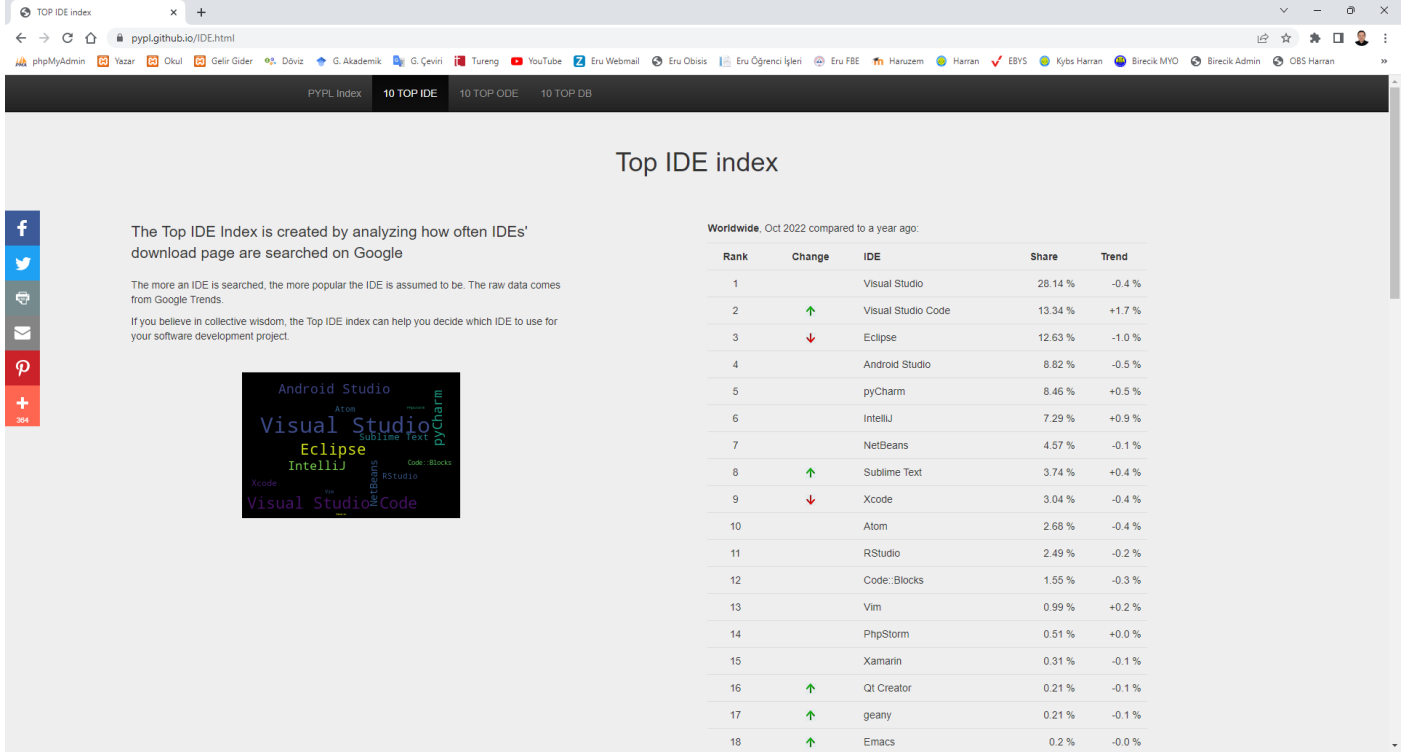 TOP IDE index
pypl.github.io/IDE.html
phpMyAdmin Yazar Okul Gelir Gider Döviz G. Akademik G. Çeviri Tureng YouTube Eru Webmail Eru Obisis Eru Öğrenci İşleri Eru FBE Haruzem Harran EBYS Kybs Harran Birecik MYO Birecik Admin OBS Harran »
PYPL Index 10 TOP IDE 10 TOP ODE 10 TOP DB
Top IDE index
The Top IDE Index is created by analyzing how often IDEs'
download page are searched on Google
The more an IDE is searched, the more popular the IDE is assumed to be. The raw data comes
from Google Trends.
If you believe in collective wisdom, the Top IDE index can help you decide which IDE to use for
your software development project.
364
Android Studio
Atom
pyCharm
Visual Studio
Sublime Text
Eclipse
IntelliJ
Code::Blocks
RStudio
NetBeans
Xcode
Vim
Visual Studio Code
Worldwide, Oct 2022 compared to a year ago:
Rank Change IDE Share Trend
1 Visual Studio 28.14 % -0.4 %
2 Visual Studio Code 13.34 % +1.7 %
3 Eclipse 12.63 % -1.0 %
4 Android Studio 8.82 % -0.5 %
5 pyCharm 8.46 % +0.5 %
6 IntelliJ 7.29 % +0.9 %
7 NetBeans 4.57 % -0.1 %
8 Sublime Text 3.74 % +0.4 %
9 Xcode 3.04 % -0.4 %
10 Atom 2.68 % -0.4 %
11 RStudio 2.49 % -0.2 %
12 Code::Blocks 1.55 % -0.3 %
13 Vim 0.99 % +0.2 %
14 PhpStorm 0.51 % +0.0 %
15 Xamarin 0.31 % -0.1 %
16 Qt Creator 0.21 % -0.1 %
17 geany 0.21 % -0.1 %
18 Emacs 0.2 % -0.0 %